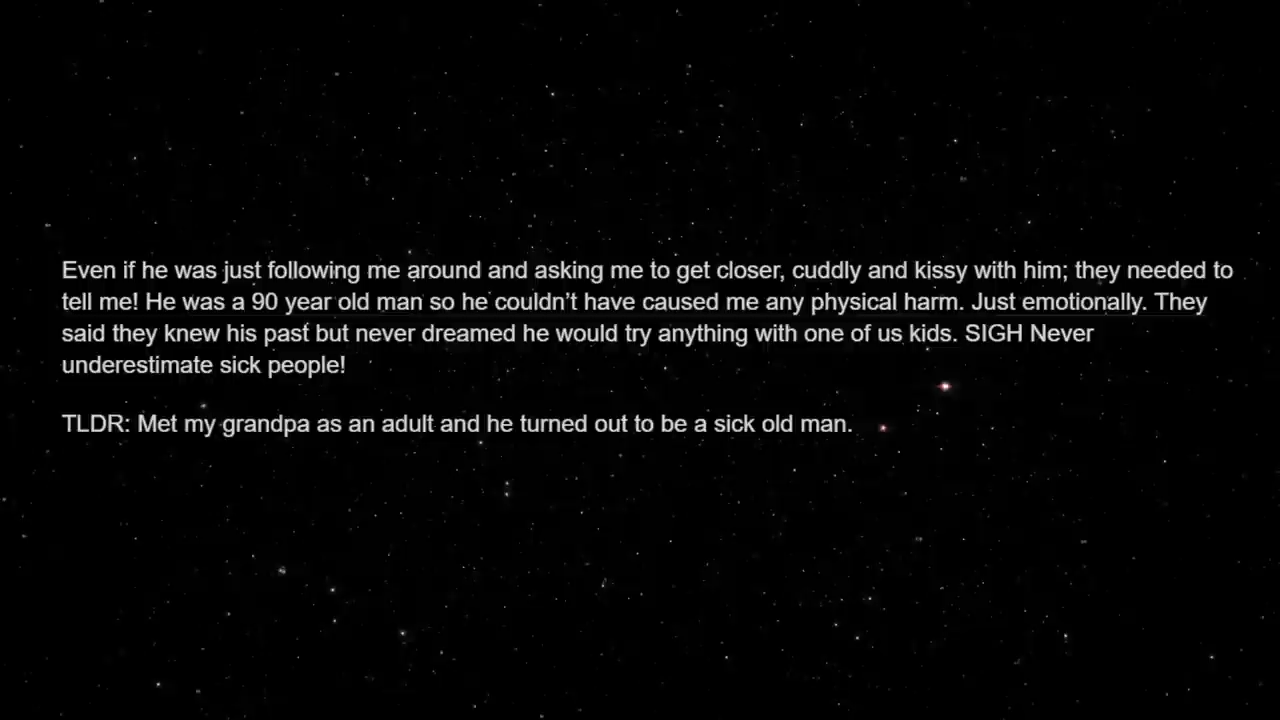 Even if he was just following me around and asking me to get closer, cuddly and kissy with him; they needed to
tell me! He was a 90 year old man so he couldn’t have caused me any physical harm. Just emotionally. They
said they knew his past but never dreamed he would try anything with one of us kids. SIGH Never
underestimate sick people!
TLDR: Met my grandpa as an adult and he turned out to be a sick old man.